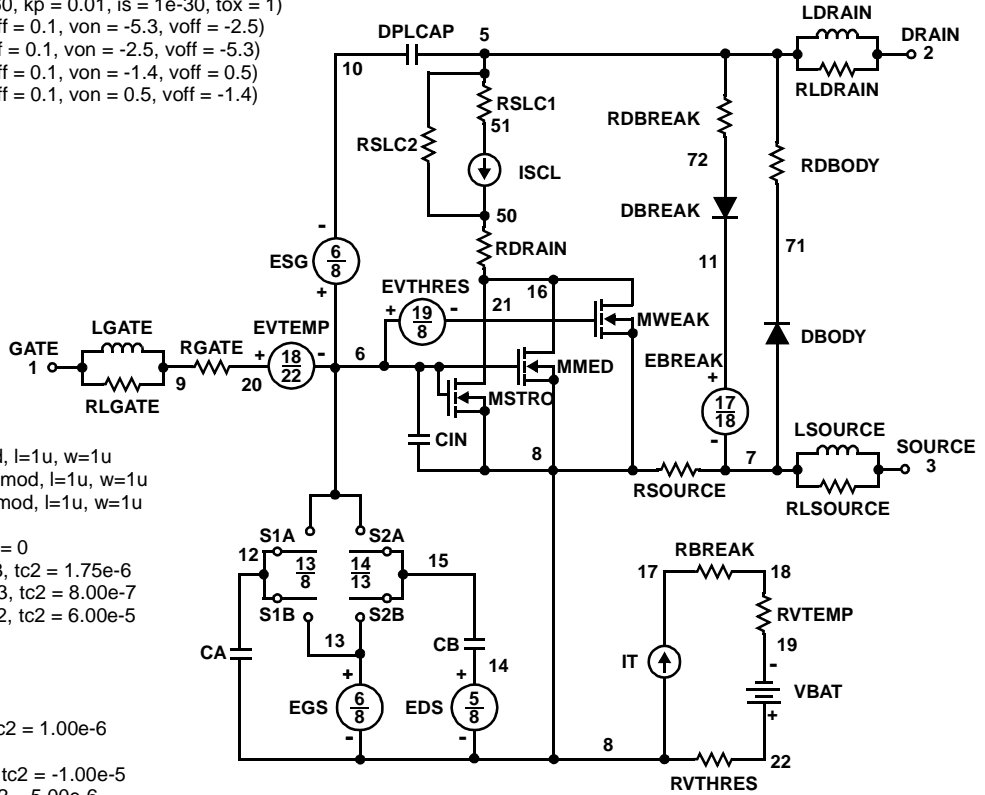 60, kp = 0.01, is = 1e-30, tox = 1)
ff = 0.1, von = -5.3, voff = -2.5)
f = 0.1, von = -2.5, voff = -5.3)
ff = 0.1, von = -1.4, voff = 0.5)
ff = 0.1, von = 0.5, voff = -1.4)
LDRAIN
DPLCAP
5
DRAIN
2
10
RLDRAIN
RSLC1
51
RDBREAK
RSLC2
72
RDBODY
ISCL
DBREAK
50
RDRAIN
71
11
ESG
6
8
-
+
EVTHRES
16
21
+
19
8
-
MWEAK
LGATE
EVTEMP
DBODY
GATE
1
RGATE
+
18
22
-
6
EBREAK
MMED
9
20
+
RLGATE
MSTRO
17
18
-
CIN
LSOURCE
8
7
SOURCE
3
d, l=1u, w=1u
mod, l=1u, w=1u
mod, l=1u, w=1u
RSOURCE
RLSOURCE
= 0
3, tc2 = 1.75e-6
3, tc2 = 8.00e-7
2, tc2 = 6.00e-5
S1A
S2A
12
13
8
14
13
15
RBREAK
17
18
S1B
S2B
RVTEMP
13
CB
19
CA
14
IT
-
+
+
VBAT
EGS
6
8
EDS
5
8
+
-
-
c2 = 1.00e-6
8
22
tc2 = -1.00e-5
RVTHRES